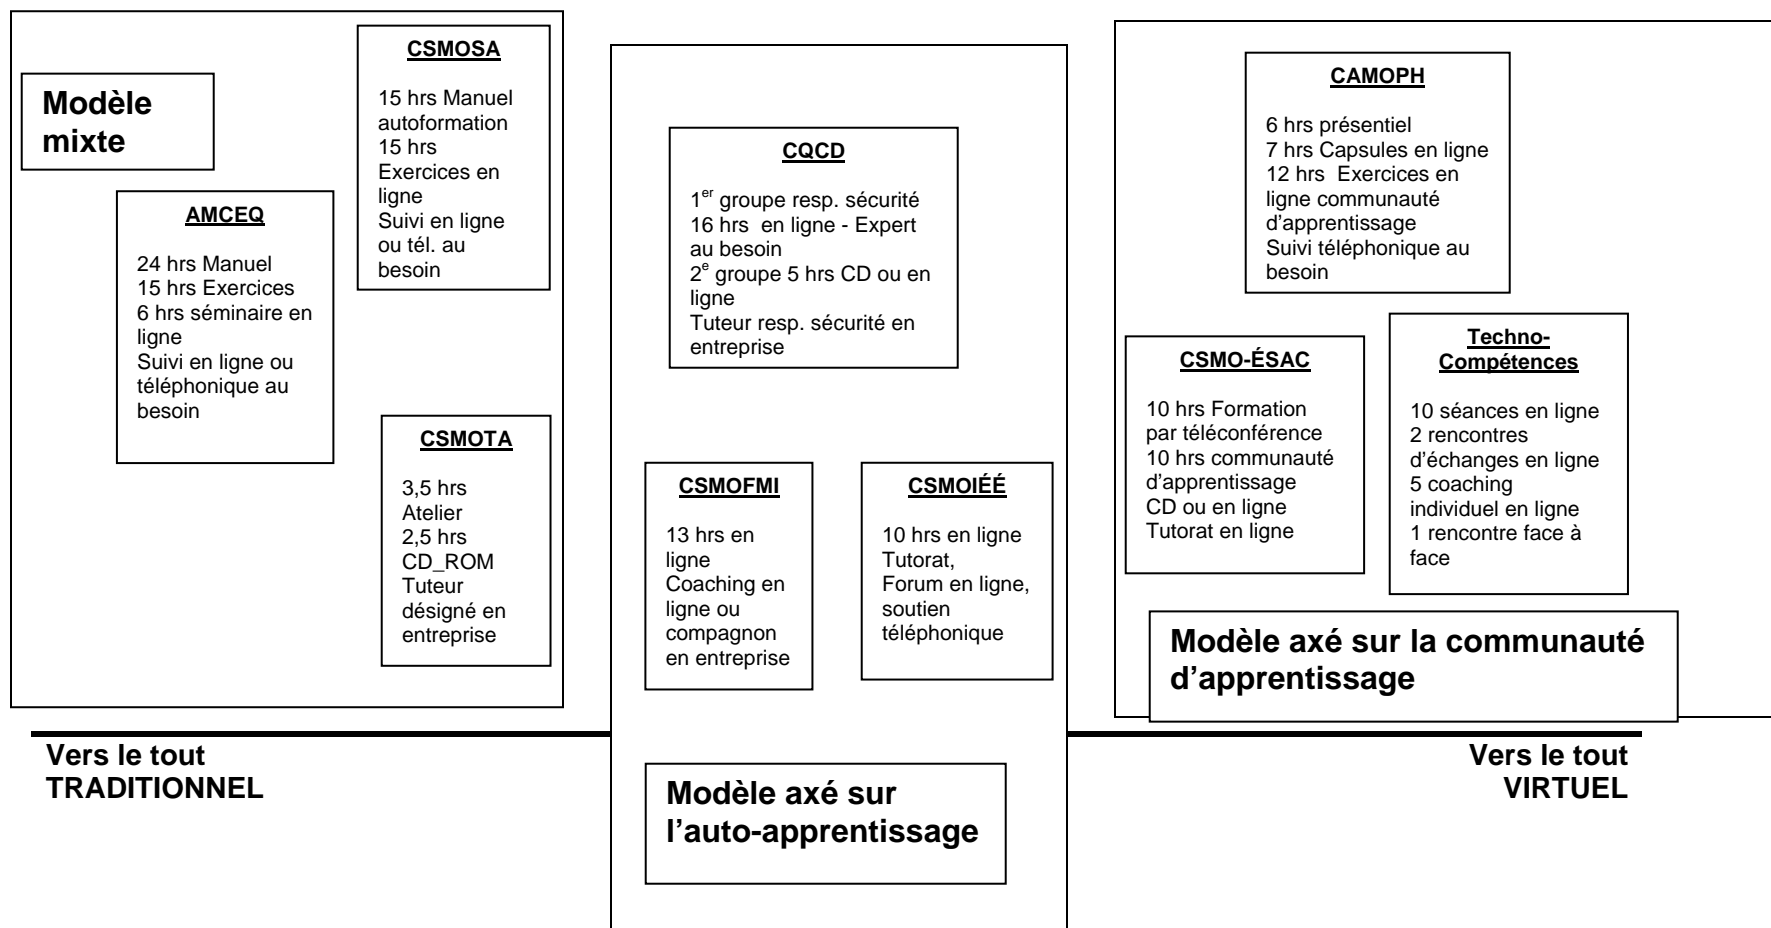 Modèle
mixte
CSMOSA
15 hrs Manuel
autoformation
15 hrs
Exercices en
ligne
Suivi en ligne
ou tél. au
besoin
AMCEQ
24 hrs Manuel
15 hrs Exercices
6 hrs séminaire en
ligne
Suivi en ligne ou
téléphonique au
besoin
CSMOTA
3,5 hrs
Atelier
2,5 hrs
CD_ROM
Tuteur
désigné en
entreprise
CQCD
1er groupe resp. sécurité
16 hrs en ligne - Expert
au besoin
2e groupe 5 hrs CD ou en
ligne
Tuteur resp. sécurité en
entreprise
CSMOFMI
13 hrs en
ligne
Coaching en
ligne ou
compagnon
en entreprise
CSMOIÉÉ
10 hrs en ligne
Tutorat,
Forum en ligne,
soutien
téléphonique
CAMOPH
6 hrs présentiel
7 hrs Capsules en ligne
12 hrs Exercices en
ligne communauté
d'apprentissage
Suivi téléphonique au
besoin
CSMO-ÉSAC
10 hrs Formation
par téléconférence
10 hrs communauté
d'apprentissage
CD ou en ligne
Tutorat en ligne
Techno-
Compétences
10 séances en ligne
2 rencontres
d'échanges en ligne
5 coaching
individuel en ligne
1 rencontre face à
face
Modèle axé sur la communauté
d'apprentissage
Vers le tout
TRADITIONNEL
Modèle axé sur
l'auto-apprentissage
Vers le tout
VIRTUEL